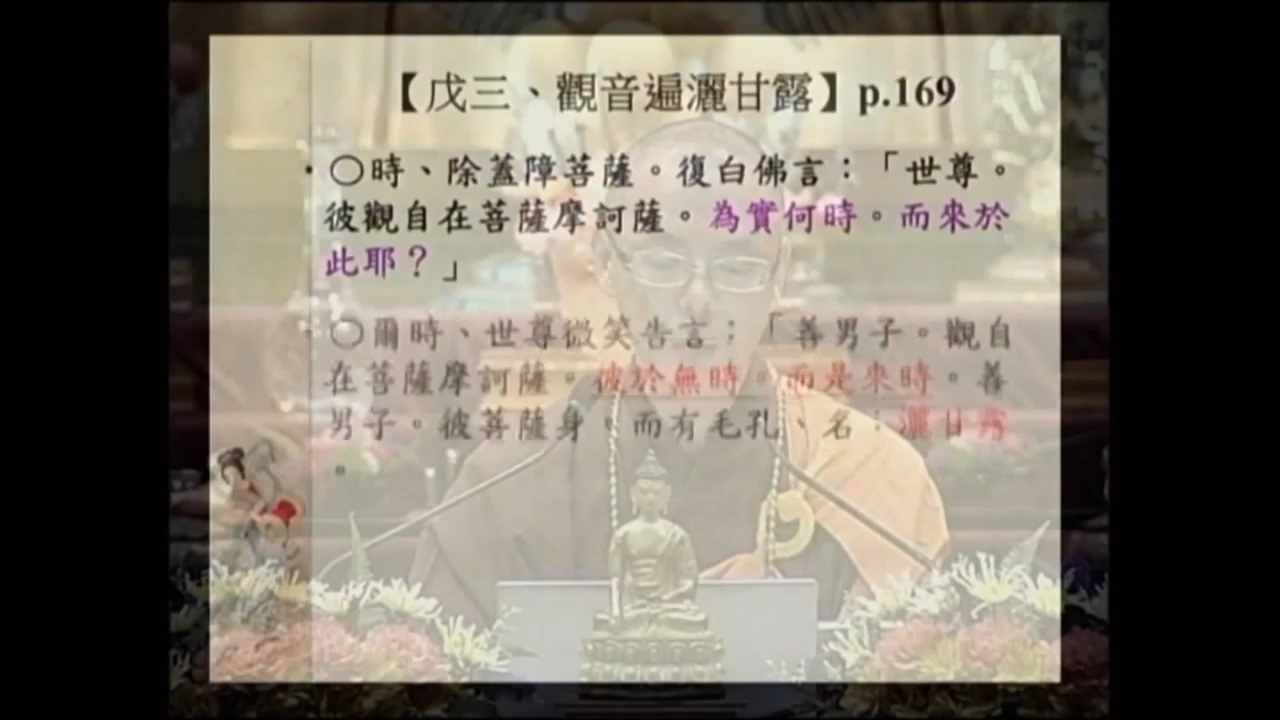 【戊三、觀音遍灑甘露】p.169
・○時、除蓋障菩薩。復白佛言：「世尊。
彼觀自在菩薩摩訶薩。為實何時。而來於
此耶？」
・○爾時、世尊微笑告言：「善男子。觀自
在菩薩摩訶薩。彼於無時。而是來時。善
男子。彼菩薩身。而有毛孔、名：灑甘露
。